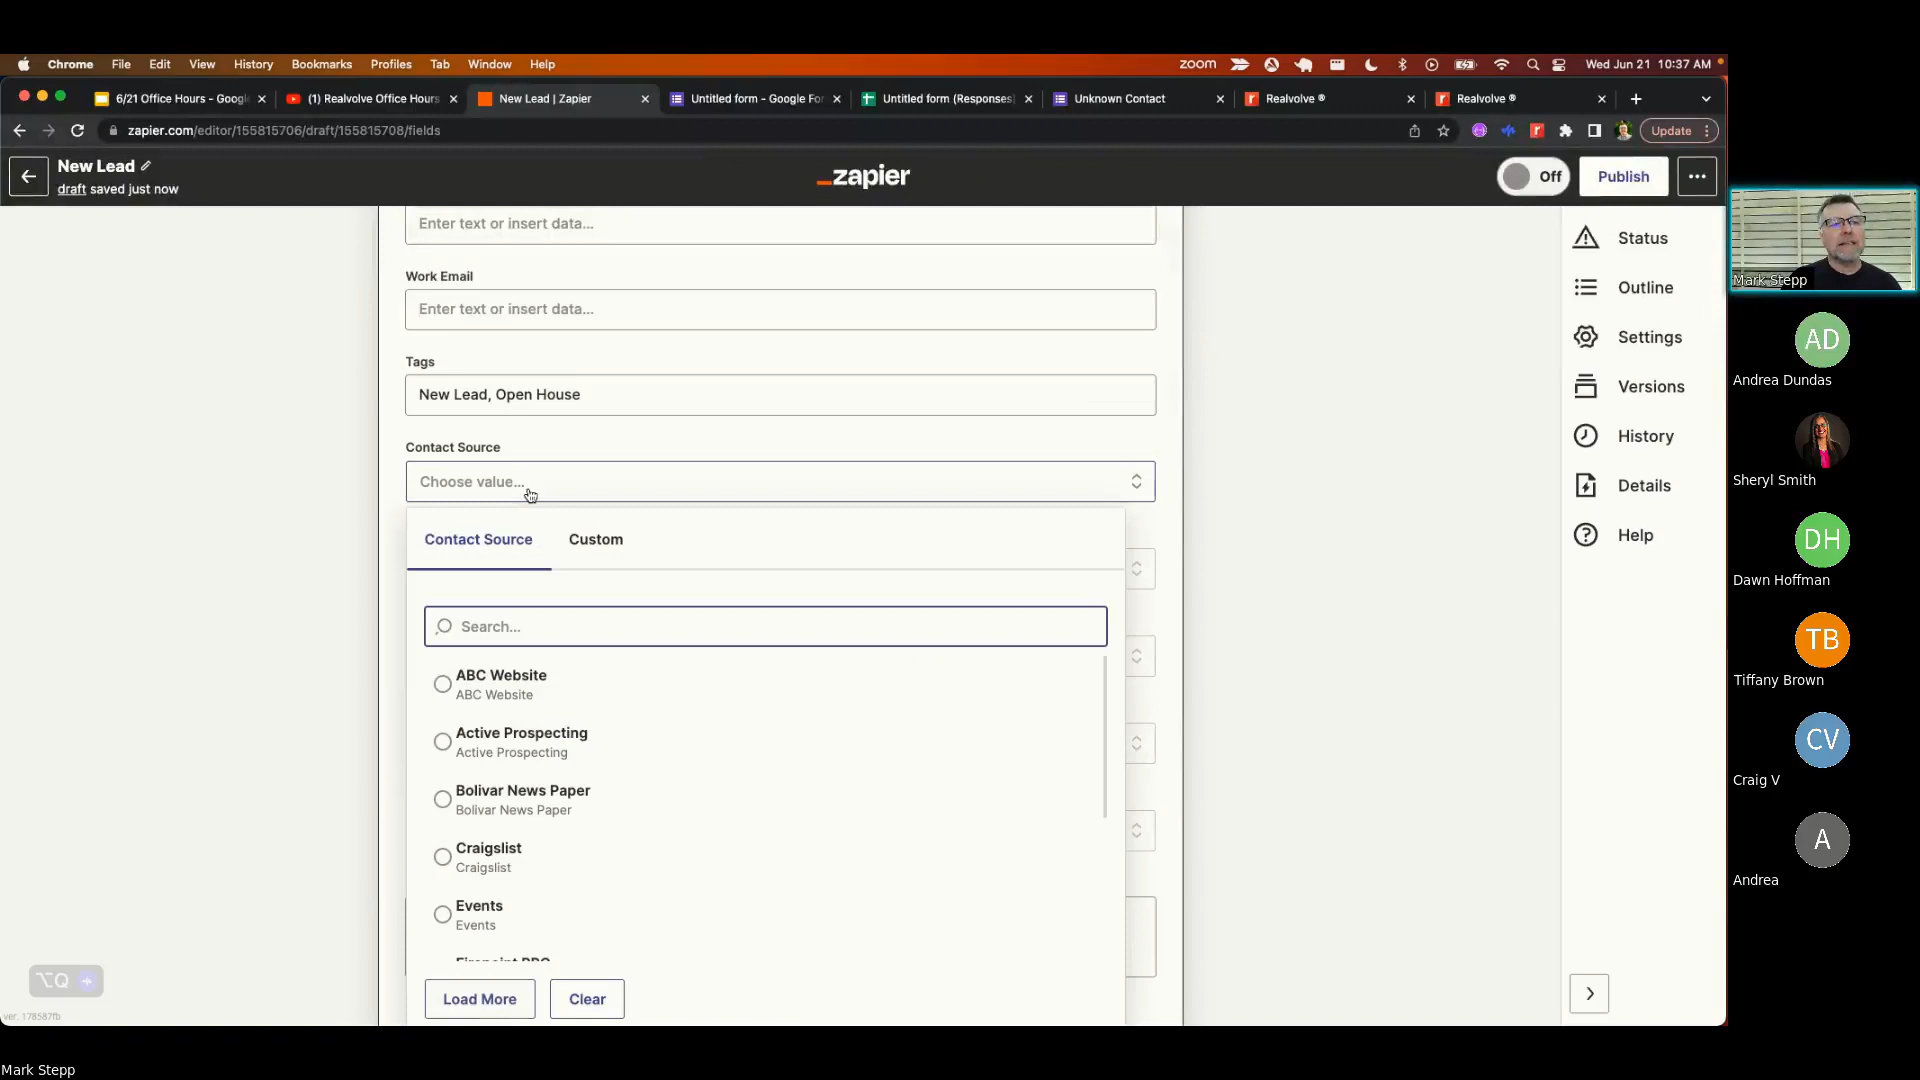 Chrome File Edit View History Bookmarks Profiles Tab Window Help
zoom
Wed Jun 21 10:37 AM
6/21 Office Hours - Google
(1) Realvolve Office Hours
New Lead | Zapier
Untitled form - Google For
Untitled form (Responses)
Unknown Contact
Realvolve ®
Realvolve ®
zapier.com/editor/155815706/draft/155815708/fields
Update
New Lead
draft saved just now
_zapier
Off
Publish
Enter text or insert data...
Work Email
Enter text or insert data...
Tags
New Lead, Open House
Contact Source
Choose value...
Contact Source
Custom
Search...
ABC Website
ABC Website
Active Prospecting
Active Prospecting
Bolivar News Paper
Bolivar News Paper
Craigslist
Craigslist
Events
Events
Load More
Clear
Status
Outline
Settings
Versions
History
Details
Help
⌥Q
ver. 178587fb
Mark Stepp
AD
Andrea Dundas
Sheryl Smith
DH
Dawn Hoffman
TB
Tiffany Brown
CV
Craig V
A
Andrea
Mark Stepp